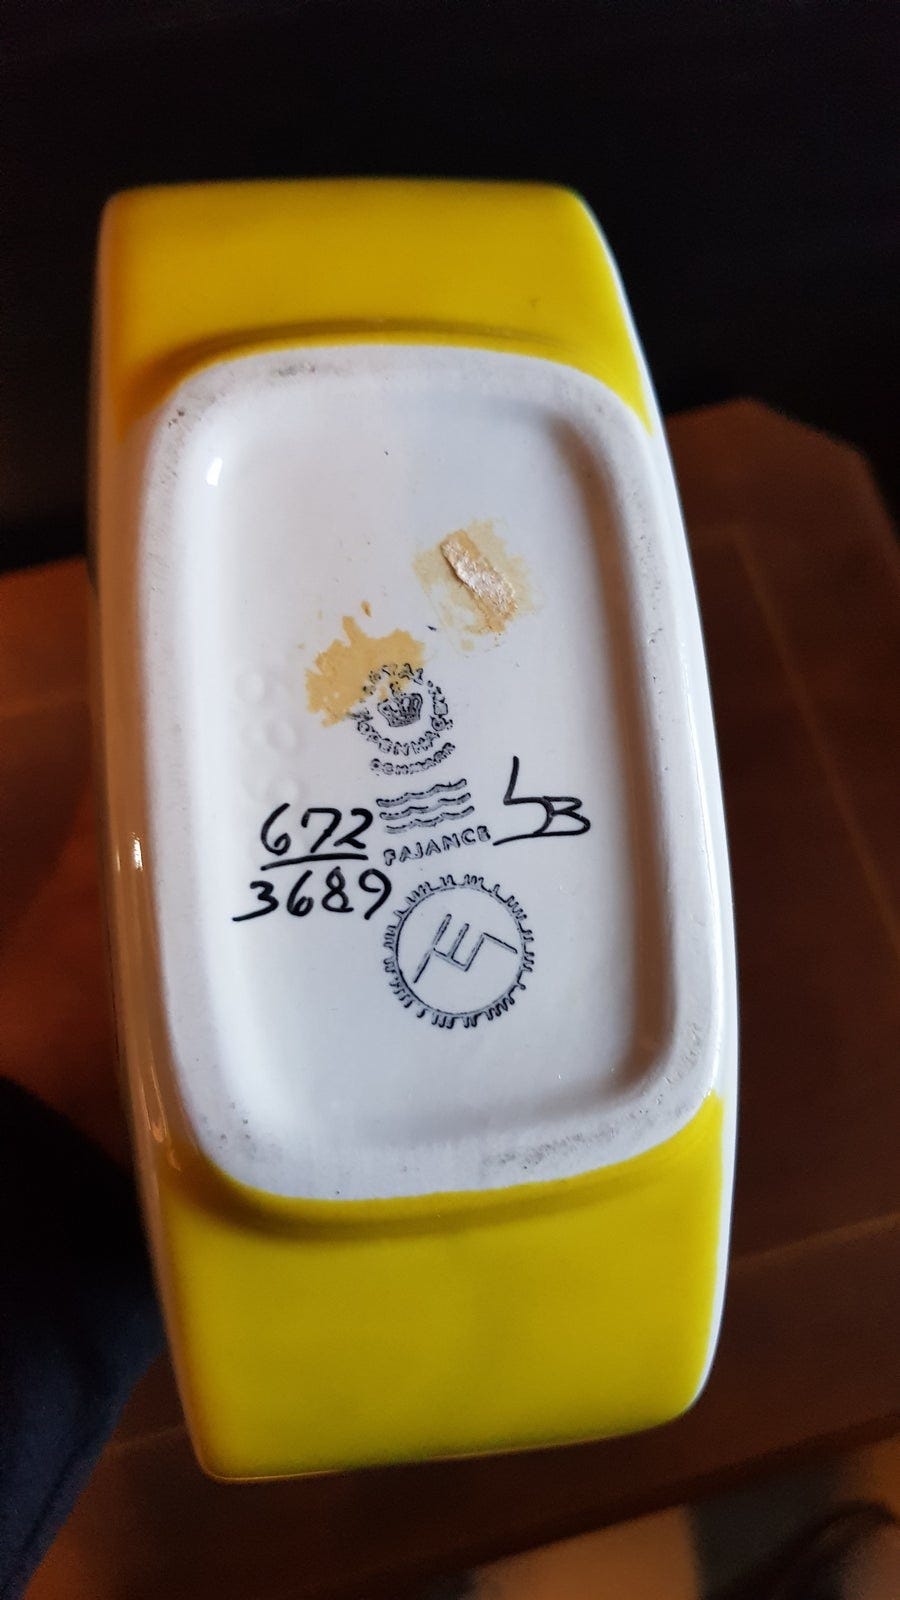 ROYAL
COPENHAGEN
DENMARK
672
3689
FAJANCE